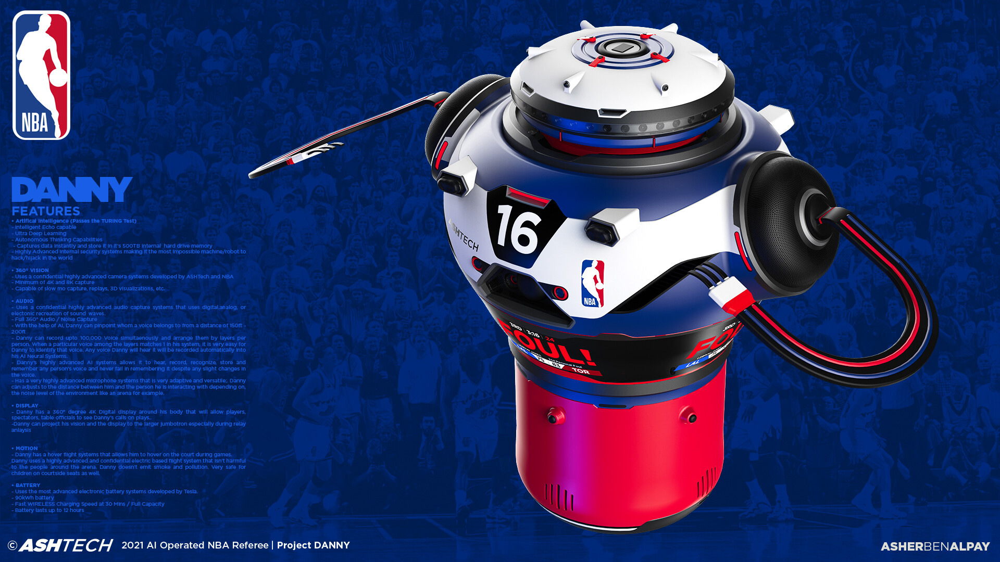 NBA
DANNY
FEATURES
• Artifical Intelligence (Passes the TURING Test)
- Intelligent Echo capable
- Ultra Deep Learning
- Autonomous Thinking Capabilities
- Captures data instantly and store it in it's 500TB internal hard drive memory
- Highly Advanced internal security systems making it the most impossible machine/robot to
hack/hijack in the world
• 360° VISION
- Uses a confidential highly advanced camera systems developed by ASHTech and NBA
- Minimum of 4K and 8K capture
- Capable of slow mo capture, replays, 3D visualizations, etc.
• AUDIO
- Uses a confidential highly advanced audio capture systems that uses digital,analog, or
electonic recreation of sound waves.
- Full 360° Audio / Noise Capture
- With the help of AI, Danny can pinpoint whom a voice belongs to from a distance of 150ft -
200ft
- Danny can record upto 100,000 Voice simultaenously and arrange them by layers per
person. When a particular voice among the layers matches 1 in his system, it is very easy for
Danny to identify that voice. Any voice Danny will hear it will be recorded automatically into
his AI Neural Systems.
- Danny's highly advanced AI systems allows it to hear, record, recognize, store and
remember any person's voice and never fail in remembering it despite any slight changes in
the voice.
- Has a very highly advanced microphone systems that is very adaptive and versatile;. Danny
can adjusts to the distance between him and the person he is interacting with depending on,
the noise level of the environment like an arena for example.
• DISPLAY
- Danny has a 360° degree 4K Digital display around his body that will allow players,
spectators, table officials to see Danny's calls on plays..
-Danny can project his vision and the display to the larger jumbotron especially during relay
anlaysis
• MOTION
- Danny has a hover flight systems that allows him to hover on the court during games.
Danny uses a highly advanced and confidential electric based flight system that isn't harmful
to the people around the arena. Danny doesn't emit smoke and pollution. Very safe for
children on courtside seats as well.
• BATTERY
- Uses the most advanced electronic battery systems developed by Tesla.
- 90kWh battery
- Fast WIRELESS Charging Speed at 30 Mins / Full Capacity
- Battery lasts up to 12 hours
16
ASHTECH
NBA
3RD 3:16 24
FOUL!
2nd Personal Foul
75 63 TOR
3RD
FO
LAL
© ASHTECH 2021 AI Operated NBA Referee | Project DANNY
ASHERBENALPAY